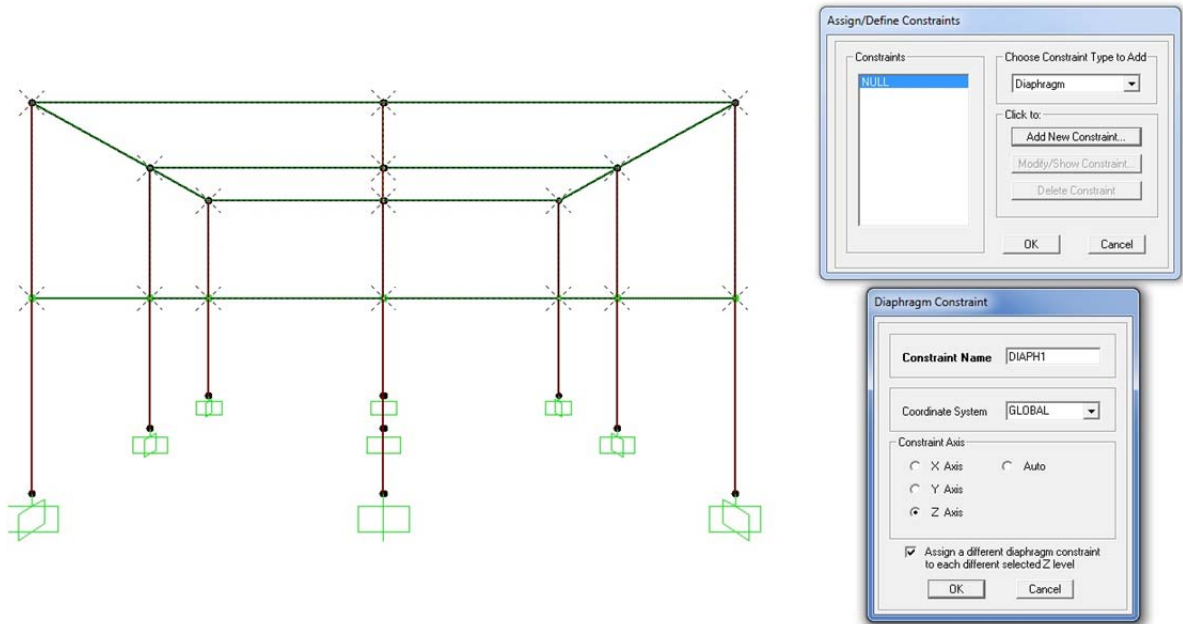 Assign/Define Constraints
Constraints
NULL
Choose Constraint Type to Add
Diaphragm
Click to:
Add New Constraint...
Modify/Show Constraint...
Delete Constraint
OK
Cancel
Diaphragm Constraint
Constraint Name
DIAPH1
Coordinate System
GLOBAL
Constraint Axis
X Axis
Auto
Y Axis
Z Axis
Assign a different diaphragm constraint
to each different selected Z level
OK
Cancel